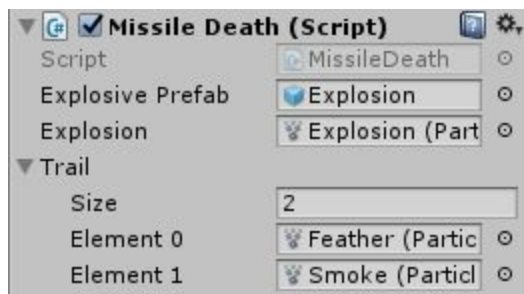 Missile Death (Script)
Script MissileDeath
Explosive Prefab Explosion
Explosion Explosion (Part
Trail
Size 2
Element 0 Feather (Partic
Element 1 Smoke (Particl